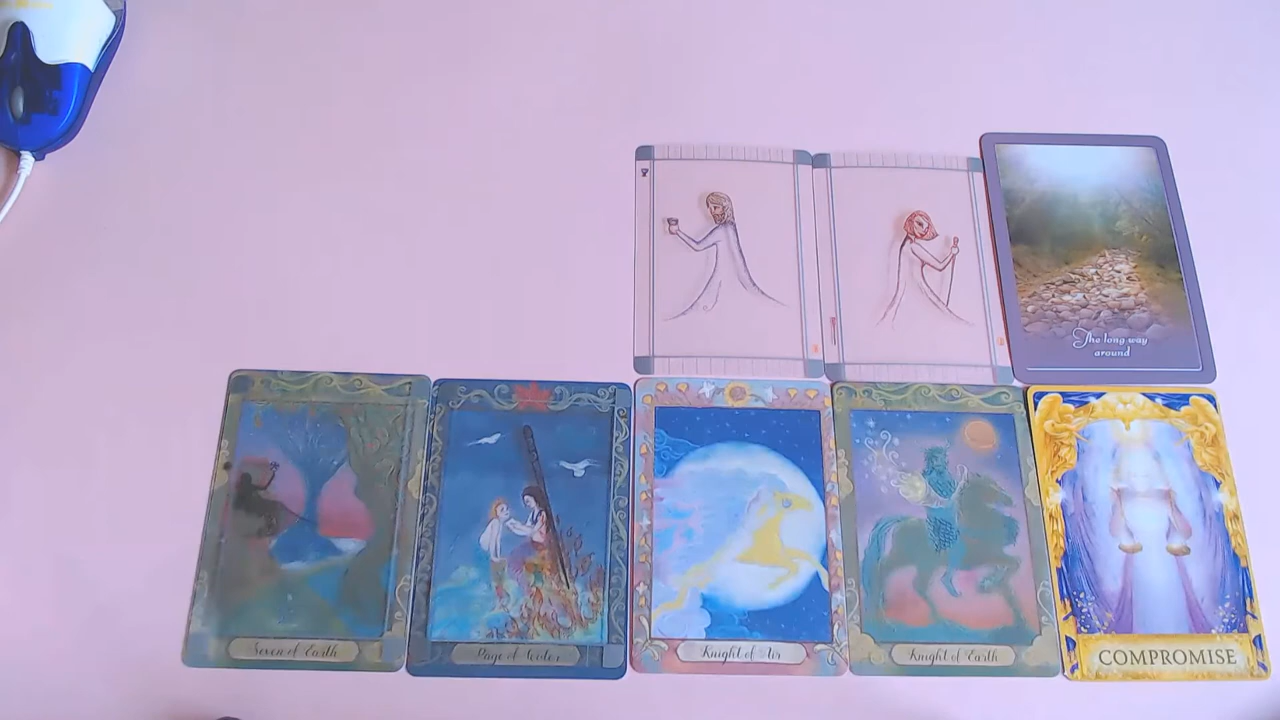 The long way
around
Seven of Earth
Page of Water
Knight of Air
Knight of Earth
COMPROMISE